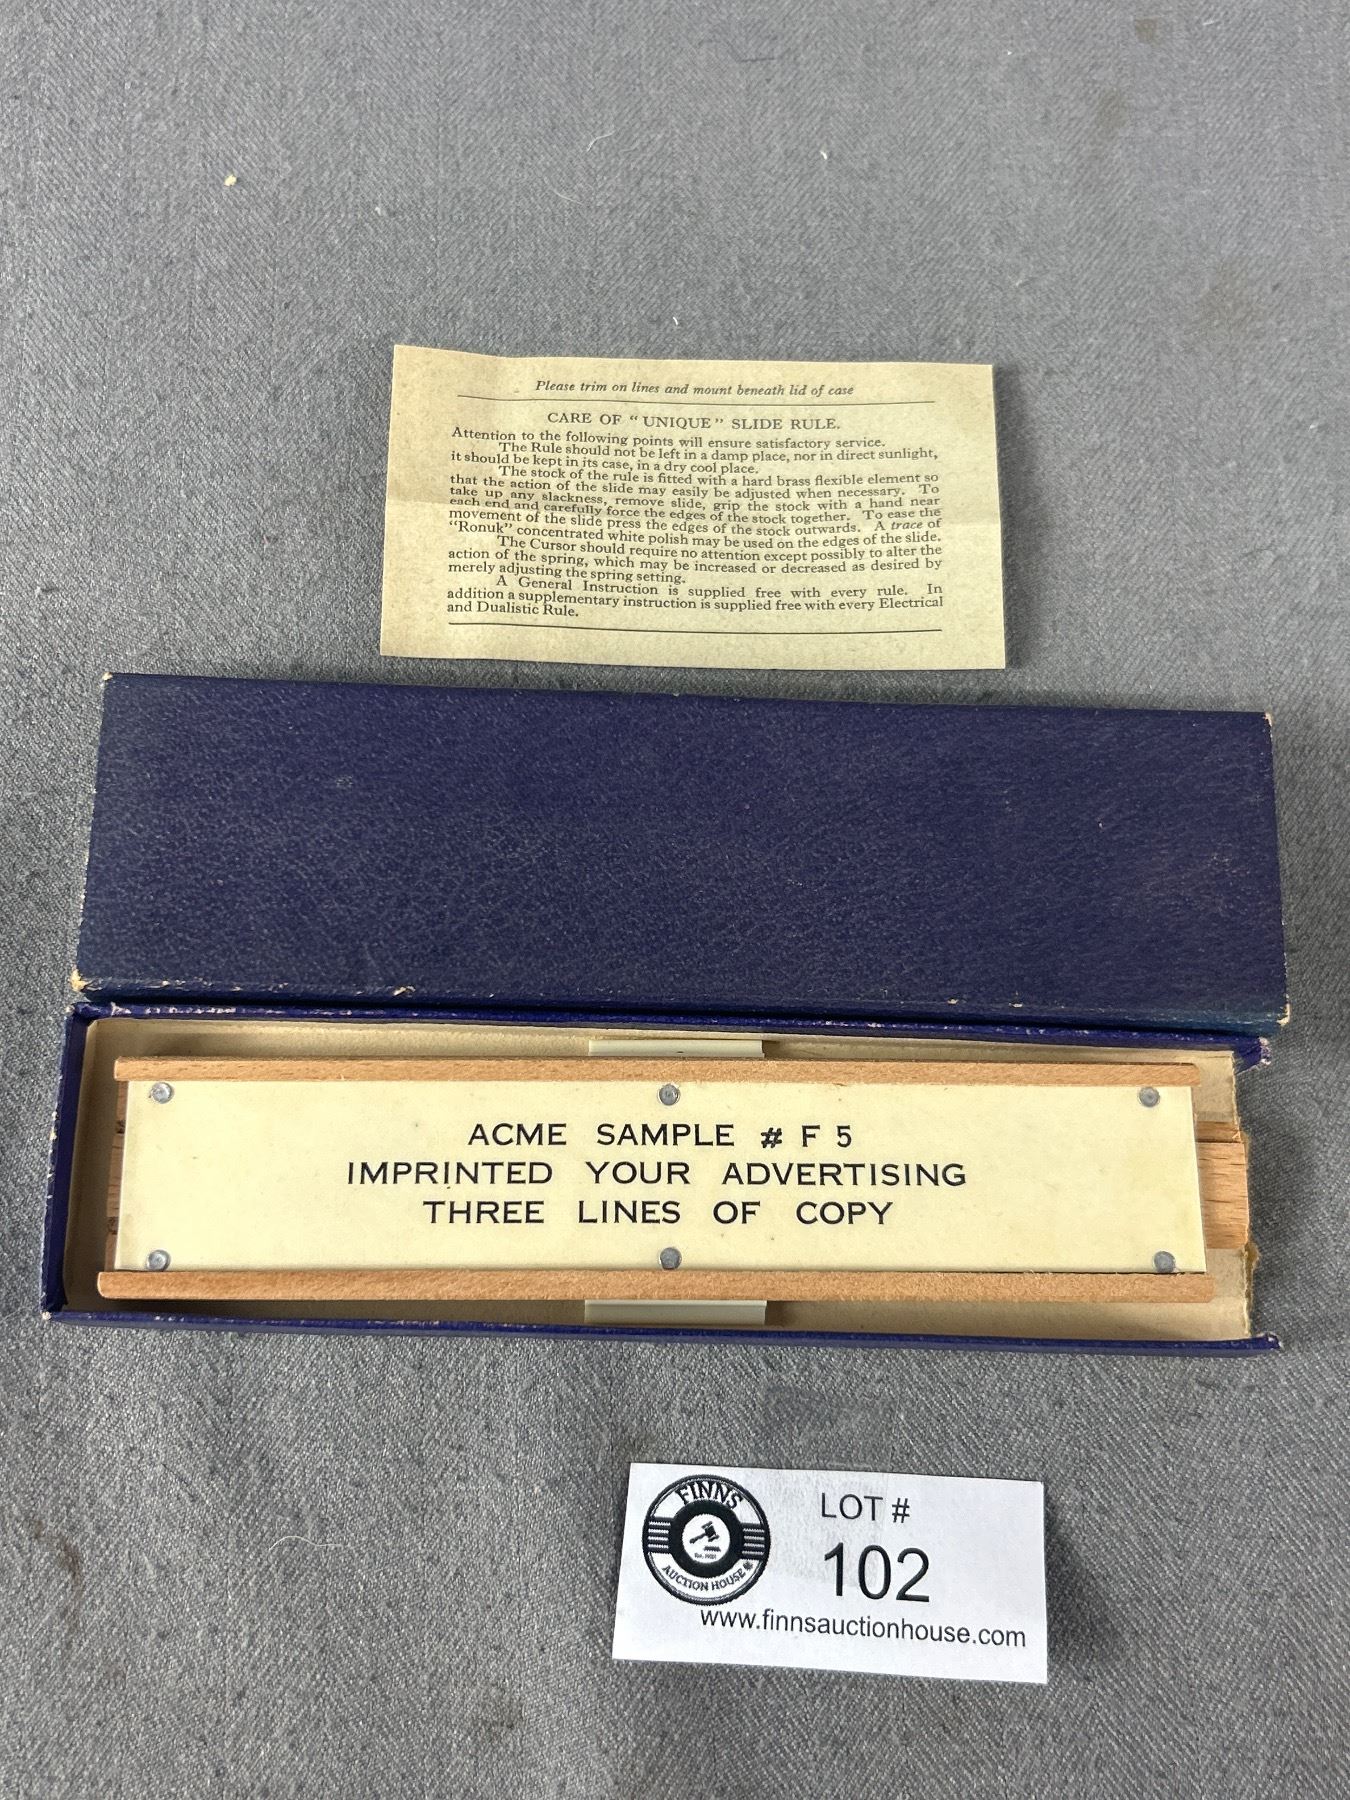 Please trim on lines and mount beneath lid of case
CARE OF "UNIQUE" SLIDE RULE.
Attention to the following points will ensure satisfactory service.
The Rule should not be left in a damp place, nor in direct sunlight,
it should be kept in its case, in a dry cool place.
The stock of the rule is fitted with a hard brass flexible element so
that the action of the slide may easily be adjusted when necessary. To
take up any slackness, remove slide, grip the stock with a hand near
each end and carefully force the edges of the stock together. To ease the
movement of the slide press the edges of the stock outwards. A trace of
"Ronuk" concentrated white polish may be used on the edges of the slide.
The Cursor should require no attention except possibly to alter the
action of the spring, which may be increased or decreased as desired by
merely adjusting the spring setting.
A General Instruction is supplied free with every rule. In
addition a supplementary instruction is supplied free with every Electrical
and Dualistic Rule.
ACME SAMPLE # F 5
IMPRINTED YOUR ADVERTISING
THREE LINES OF COPY
FINNS
AUCTION HOUSE
LOT #
102
www.finnsauctionhouse.com